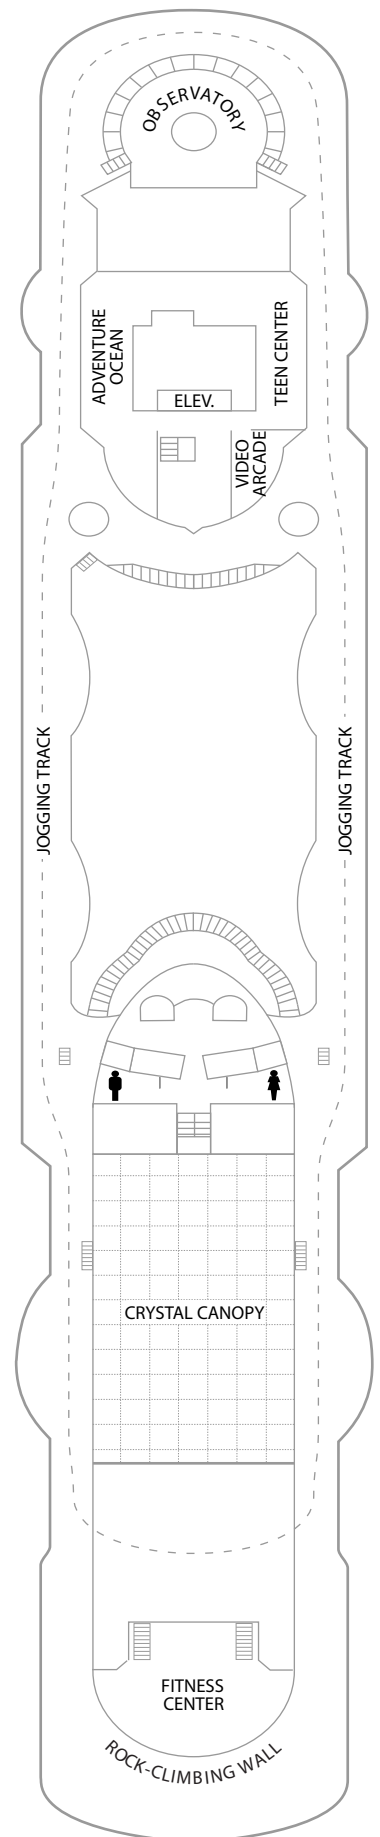 OBSERVATORY
ADVENTURE
OCEAN
TEEN CENTER
ELEV.
VIDEO
ARCADE
JOGGING TRACK
JOGGING TRACK
CRYSTAL CANOPY
FITNESS
CENTER
ROCK-CLIMBING WALL